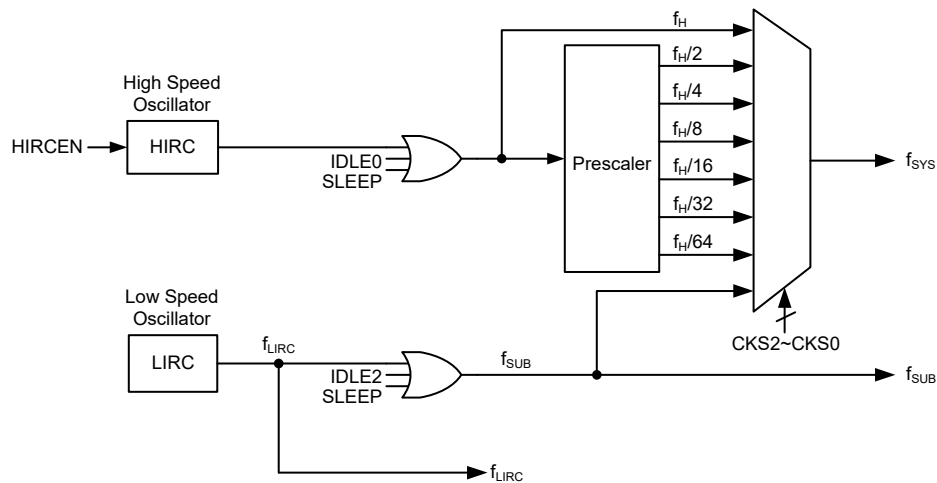 f_H
f_H/2
High Speed
Oscillator
f_H/4
HIRCEN
HIRC
IDLE0
SLEEP
f_H/8
Prescaler
f_H/16
f_SYS
f_H/32
f_H/64
Low Speed
Oscillator
CKS2~CKS0
LIRC
f_LIRC
IDLE2
SLEEP
f_SUB
f_SUB
f_LIRC